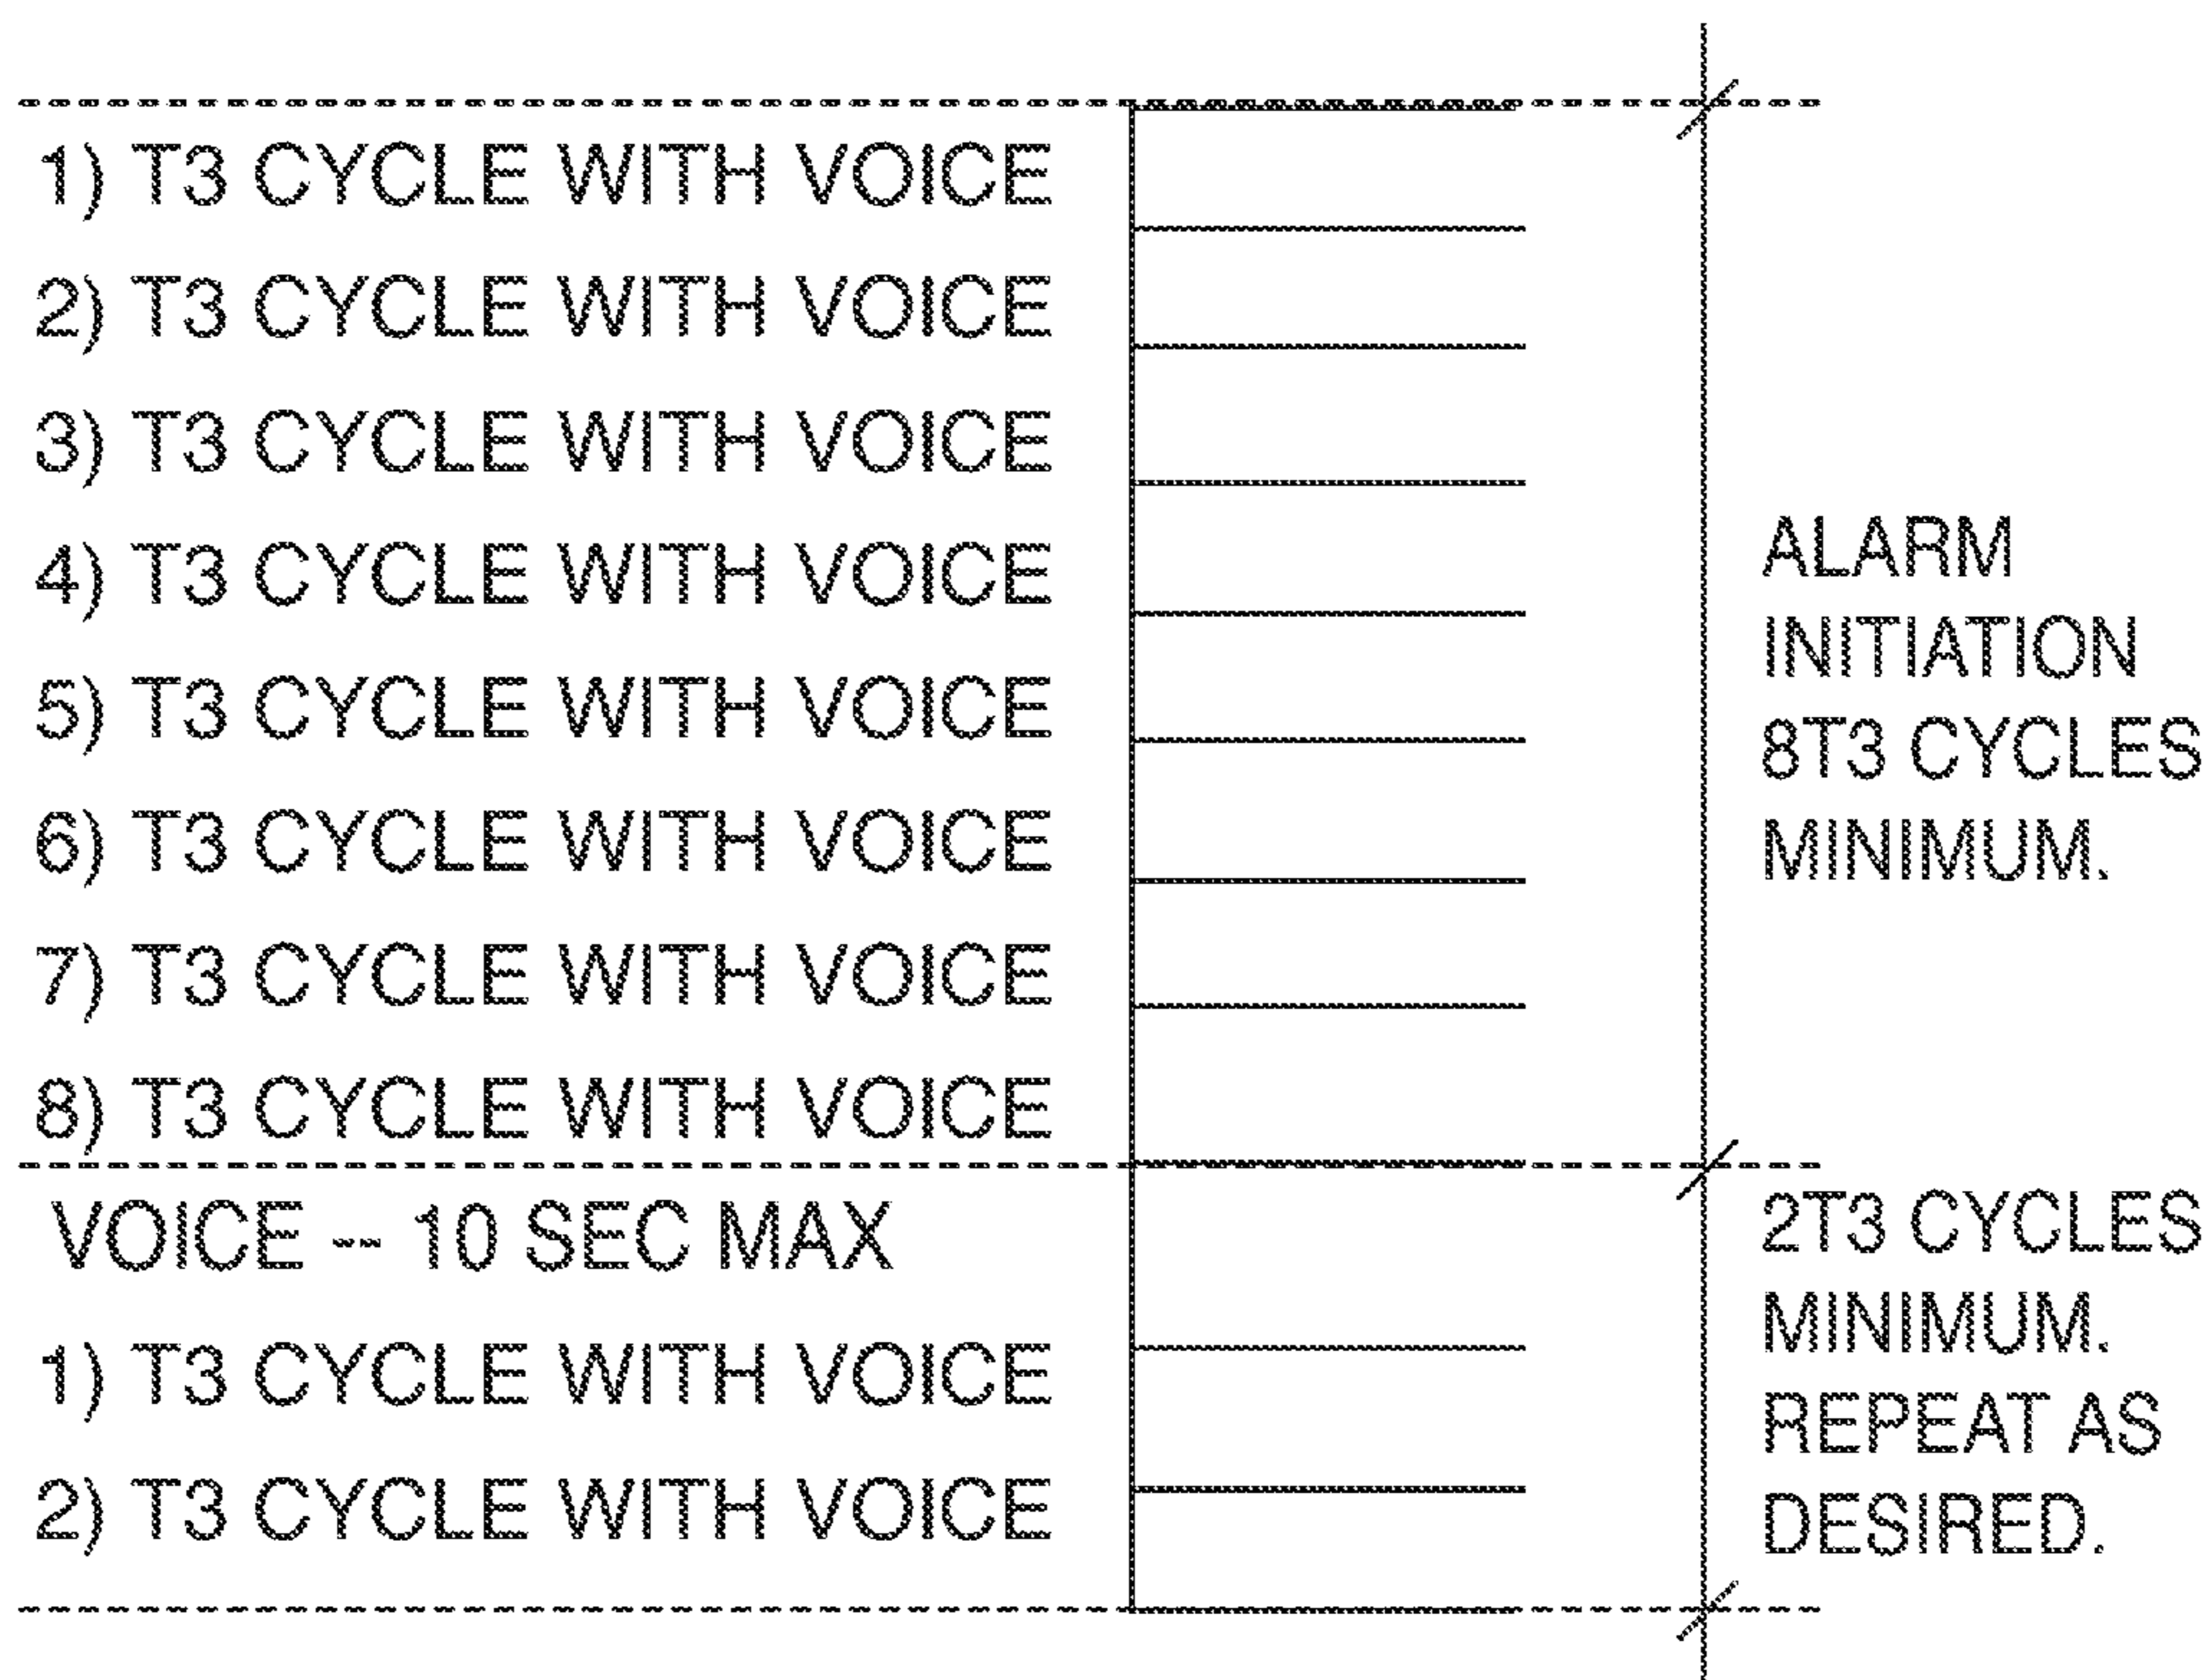 1) T3 CYCLE WITH VOICE
2) T3 CYCLE WITH VOICE
3) T3 CYCLE WITH VOICE
4) T3 CYCLE WITH VOICE
5) T3 CYCLE WITH VOICE
6) T3 CYCLE WITH VOICE
7) T3 CYCLE WITH VOICE
8) T3 CYCLE WITH VOICE
ALARM
INITIATION
8T3 CYCLES
MINIMUM.
VOICE -- 10 SEC MAX
1) T3 CYCLE WITH VOICE
2) T3 CYCLE WITH VOICE
2T3 CYCLES
MINIMUM.
REPEAT AS
DESIRED.